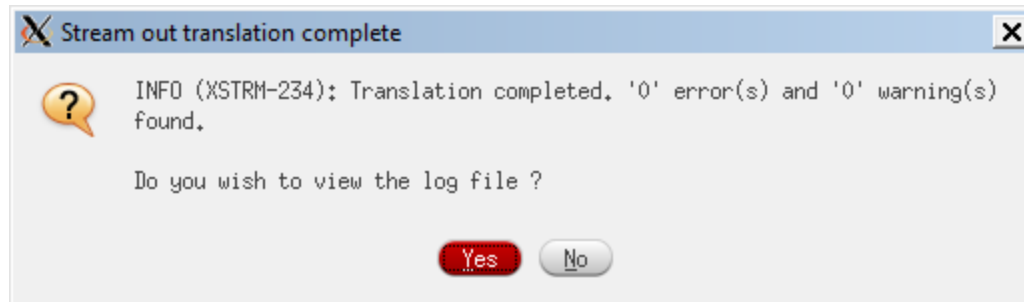 Stream out translation complete
INFO (XSTRM-234): Translation completed. '0' error(s) and '0' warning(s)
found.
Do you wish to view the log file ?
Yes
No